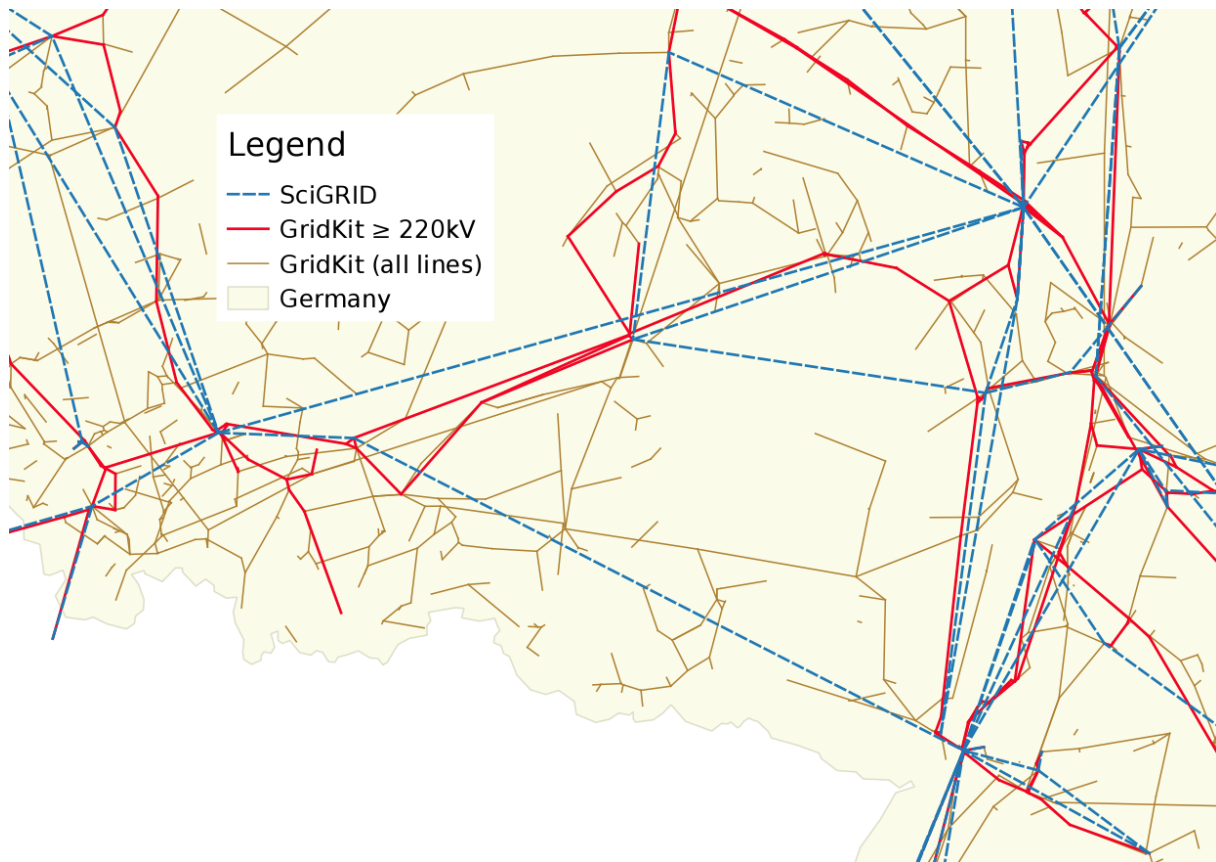 Legend
SciGRID
GridKit ≥ 220kV
GridKit (all lines)
Germany